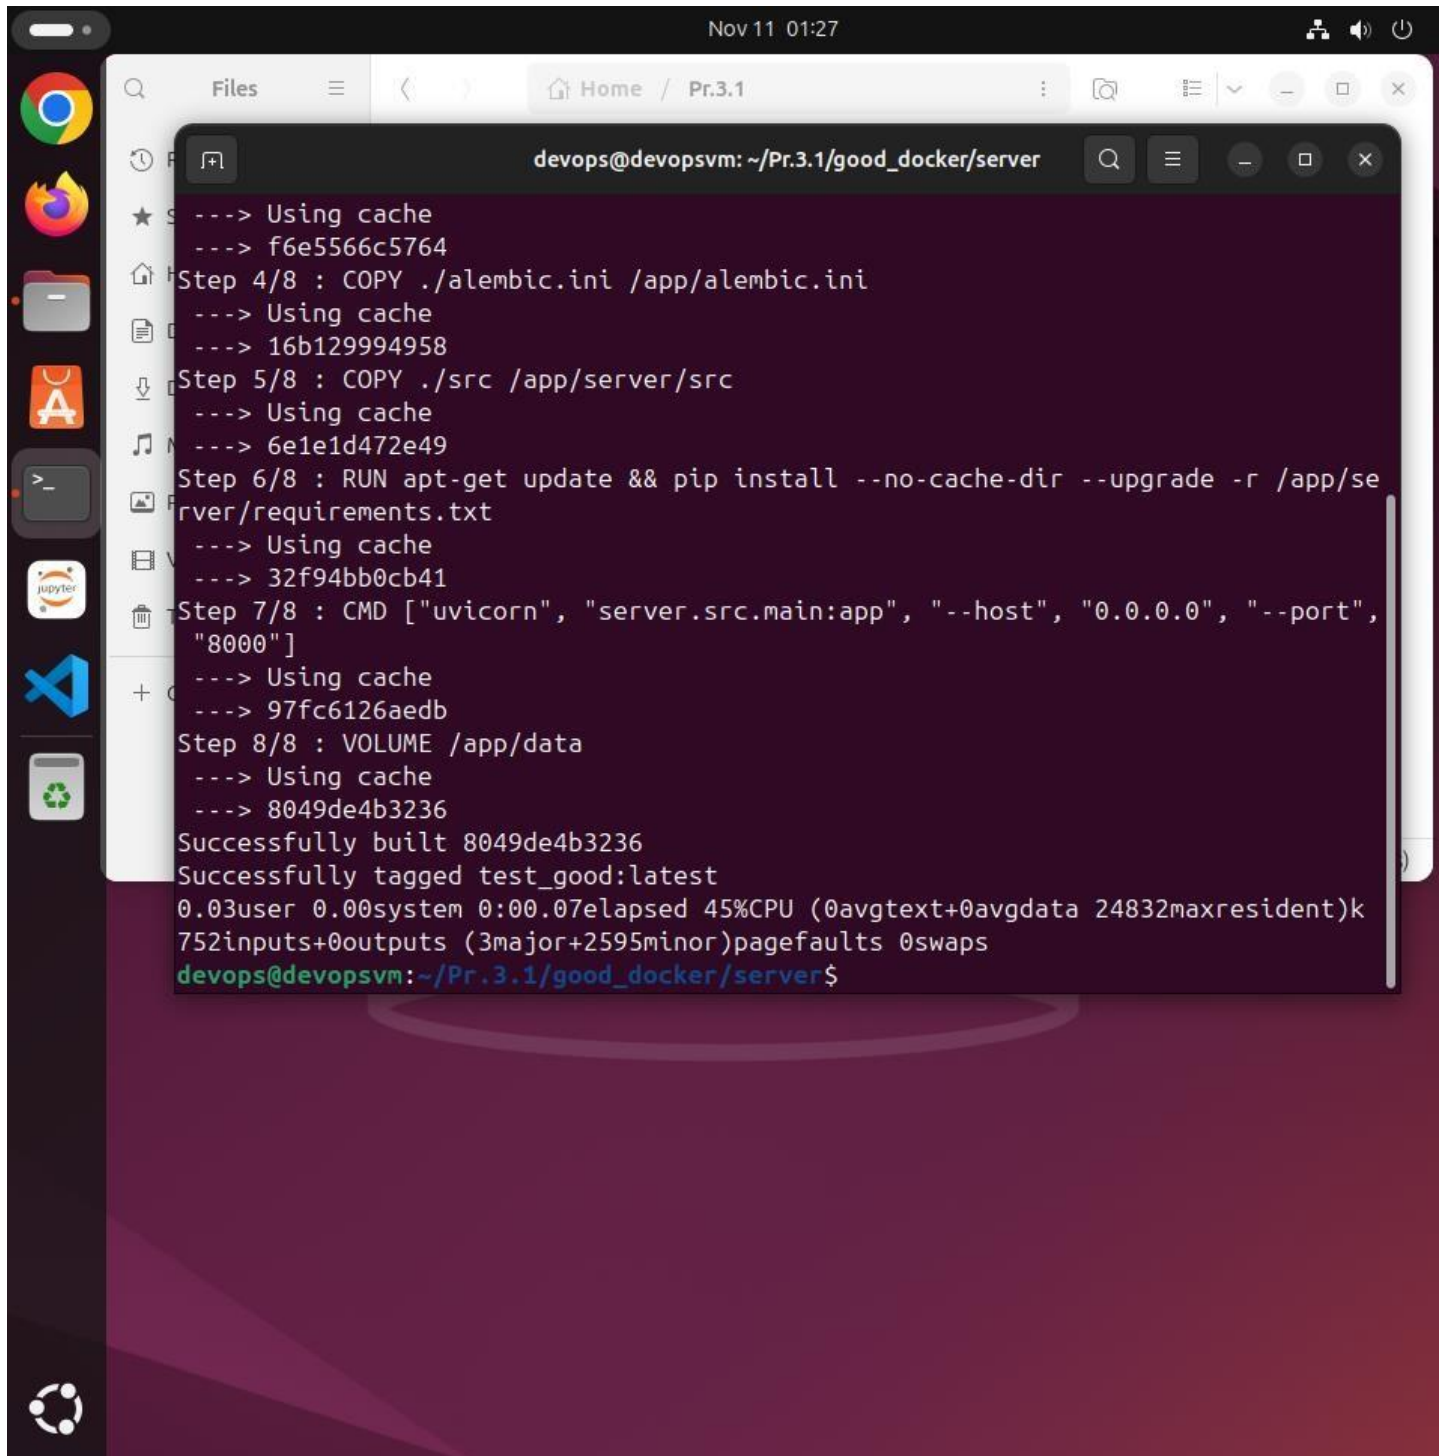 Nov 11 01:27
Files
Home / Pr.3.1
devops@devopsvm: ~/Pr.3.1/good_docker/server
---> Using cache
---> f6e5566c5764
Step 4/8 : COPY ./alembic.ini /app/alembic.ini
---> Using cache
---> 16b129994958
Step 5/8 : COPY ./src /app/server/src
---> Using cache
---> 6e1e1d472e49
Step 6/8 : RUN apt-get update && pip install --no-cache-dir --upgrade -r /app/se
rver/requirements.txt
---> Using cache
---> 32f94bb0cb41
Step 7/8 : CMD ["uvicorn", "server.src.main:app", "--host", "0.0.0.0", "--port",
"8000"]
---> Using cache
---> 97fc6126aedb
Step 8/8 : VOLUME /app/data
---> Using cache
---> 8049de4b3236
Successfully built 8049de4b3236
Successfully tagged test_good:latest
0.03user 0.00system 0:00.07elapsed 45%CPU (0avgtext+0avgdata 24832maxresident)k
752inputs+0outputs (3major+2595minor)pagefaults 0swaps
devops@devopsvm:~/Pr.3.1/good_docker/server$
jupyter